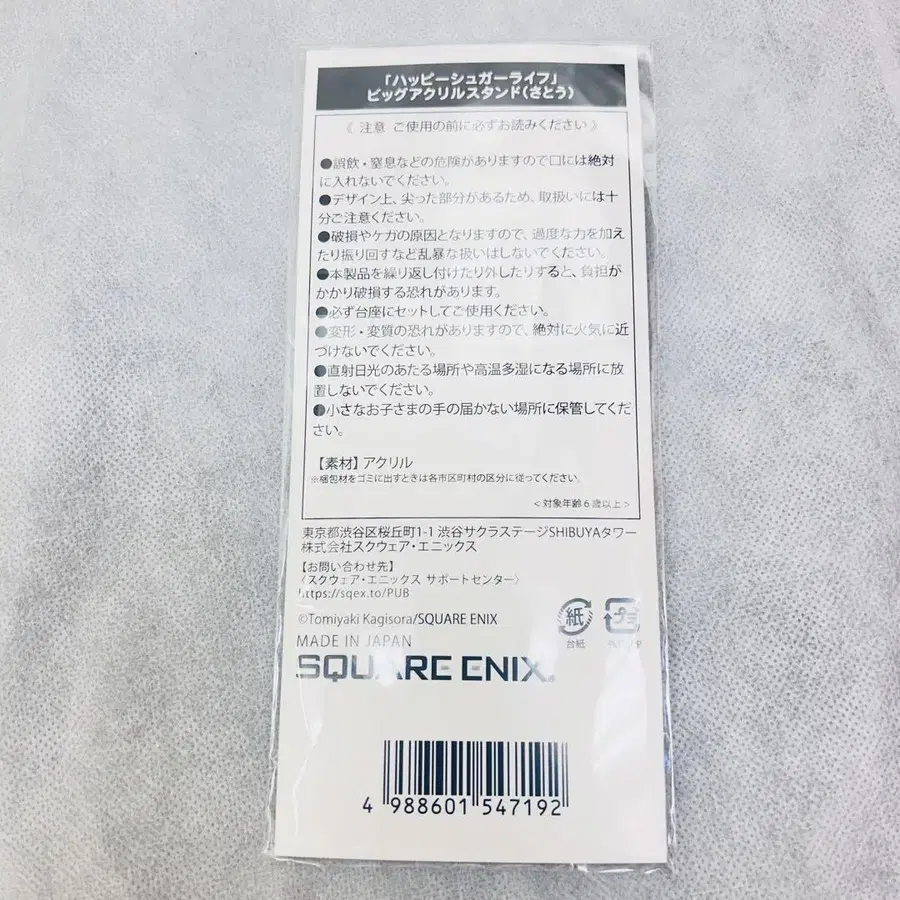 「ハッピーシュガーライフ」
ビッグアクリルスタンド(さとう)
《 注意 ご使用の前に必ずお読みください 》
●誤飲・窒息などの危険がありますので口には絶対
に入れないでください。
●デザイン上、尖った部分があるため、取扱いには十
分ご注意ください。
●破損やケガの原因となりますので、過度な力を加え
たり振り回すなど乱暴な扱いはしないでください。
●本製品を繰り返し付けたり外したりすると、負担が
かかり破損する恐れがあります。
●必ず台座にセットしてご使用ください。
●変形・変質の恐れがありますので、絶対に火気に近
づけないでください。
●直射日光のあたる場所や高温多湿になる場所に放
置しないでください。
●小さなお子さまの手の届かない場所に保管してくだ
さい。
【素材】アクリル
※梱包材をゴミに出すときは各市区町村の区分に従ってください。
<対象年齢6歳以上>
東京都渋谷区桜丘町1-1 渋谷サクラステージSHIBUYAタワー
株式会社スクウェア・エニックス
【お問い合わせ先】
〈スクウェア・エニックス サポートセンター〉
https://sqex.to/PUB
©Tomiyaki Kagisora/SQUARE ENIX
MADE IN JAPAN
紙
台紙
プラ
SQUARE ENIX.
4 988601 547192